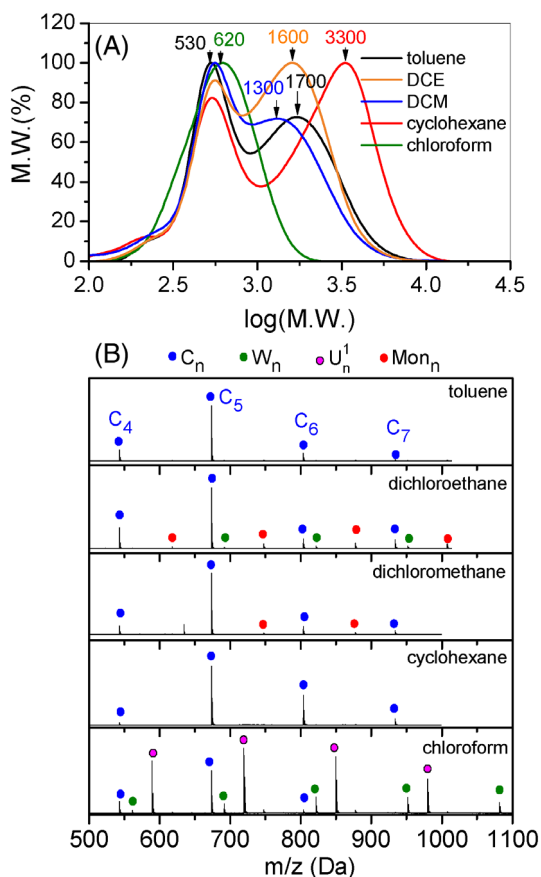 (A)
530
620
1600
3300
1300
1700
toluene
DCE
DCM
cyclohexane
chloroform
M.W.(%)
120
100
80
60
40
20
0
2.0 2.5 3.0 3.5 4.0 4.5
log(M.W.)
(B)
Cₙ Wₙ U¹ₙ Monₙ
toluene
C₄ C₅ C₆ C₇
dichloroethane
dichloromethane
cyclohexane
chloroform
500 600 700 800 900 1000 1100
m/z (Da)